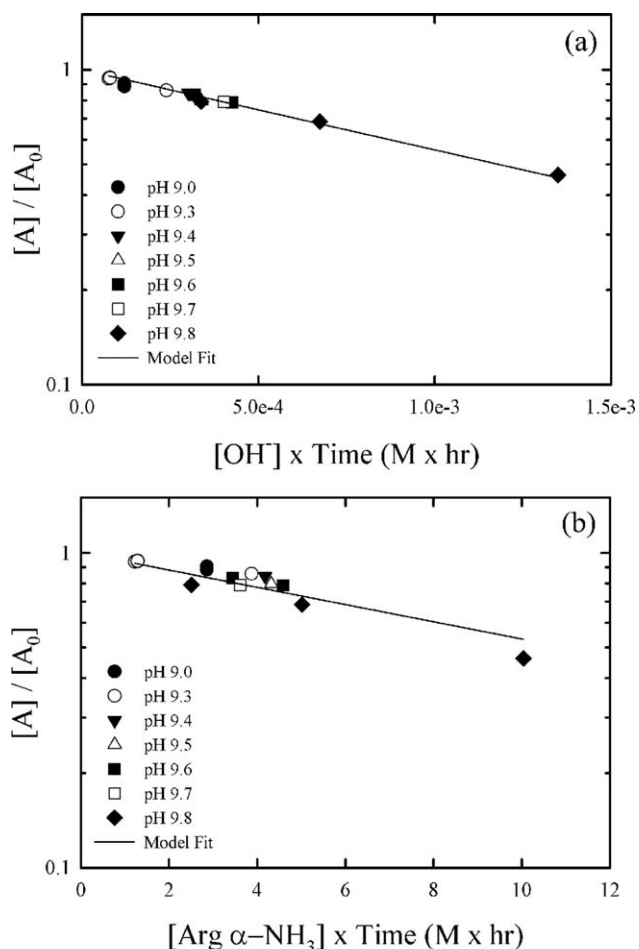 (a)
1
[A] / [A₀]
pH 9.0
pH 9.3
pH 9.4
pH 9.5
pH 9.6
pH 9.7
pH 9.8
Model Fit
0.1
0.0 5.0e-4 1.0e-3 1.5e-3
[OH⁻] x Time (M x hr)
(b)
1
[A] / [A₀]
pH 9.0
pH 9.3
pH 9.4
pH 9.5
pH 9.6
pH 9.7
pH 9.8
Model Fit
0.1
0 2 4 6 8 10 12
[Arg α–NH₃] x Time (M x hr)